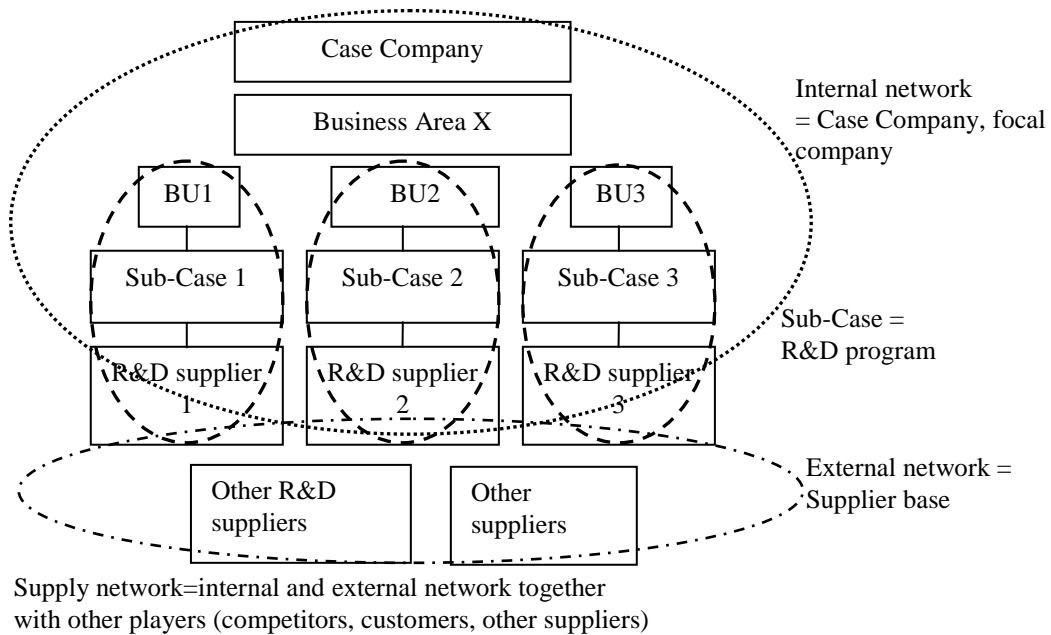 Case Company
Internal network
= Case Company, focal
company
Business Area X
BU1
BU2
BU3
Sub-Case 1
Sub-Case 2
Sub-Case 3
Sub-Case =
R&D program
R&D supplier
1
R&D supplier
2
R&D supplier
3
External network =
Supplier base
Other R&D
suppliers
Other
suppliers
Supply network=internal and external network together
with other players (competitors, customers, other suppliers)